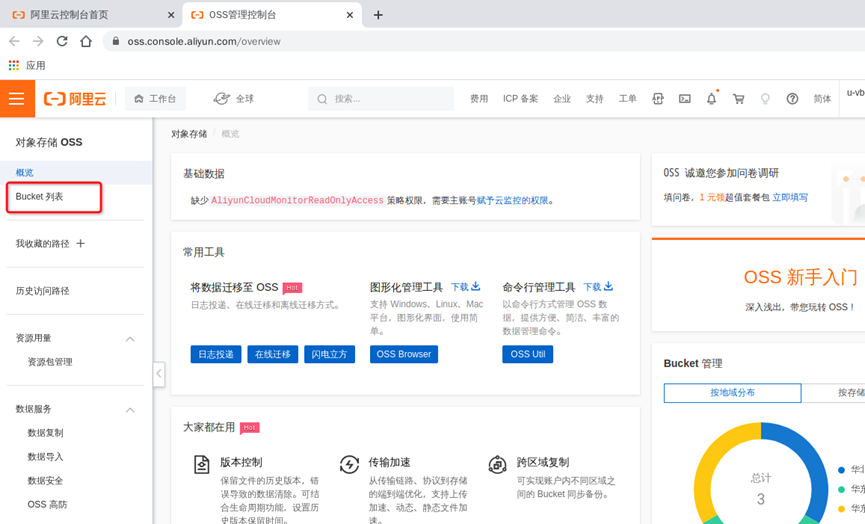 阿里云控制台首页
OSS管理控制台
oss.console.aliyun.com/overview
应用
阿里云
工作台
全球
搜索...
费用 ICP 备案 企业 支持 工单
简体
u-vb
对象存储 OSS
概览
Bucket 列表
我收藏的路径
历史访问路径
资源用量
资源包管理
数据服务
数据复制
数据导入
数据安全
OSS 高防
对象存储 / 概览
基础数据
缺少 AliyunCloudMonitorReadOnlyAccess 策略权限，需要主账号赋予云监控的权限。
常用工具
将数据迁移至 OSS Hot
日志投递、在线迁移和离线迁移方式。
日志投递 在线迁移 闪电立方
图形化管理工具 下载
支持 Windows、Linux、Mac
平台，图形化界面，使用简
单。
OSS Browser
命令行管理工具 下载
以命令行方式管理 OSS 数
据，提供方便、简洁、丰富的
数据管理命令。
OSS Util
大家都在用 Hot
版本控制
保留文件的历史版本，错
误导致的数据清除。可结
合生命周期功能，设置历
史版本保留时间。
传输加速
从传输链路、协议到存储
的端到端优化，支持上传
加速、动态、静态文件加
速。
跨区域复制
可实现账户内不同区域之
间的 Bucket 同步备份。
OSS 诚邀您参加问卷调研
填问卷，1 元领超值套餐包 立即填写
OSS 新手入门
深入浅出，带您玩转 OSS！
Bucket 管理
按地域分布
按存储
总计
3
华北
华东
华东